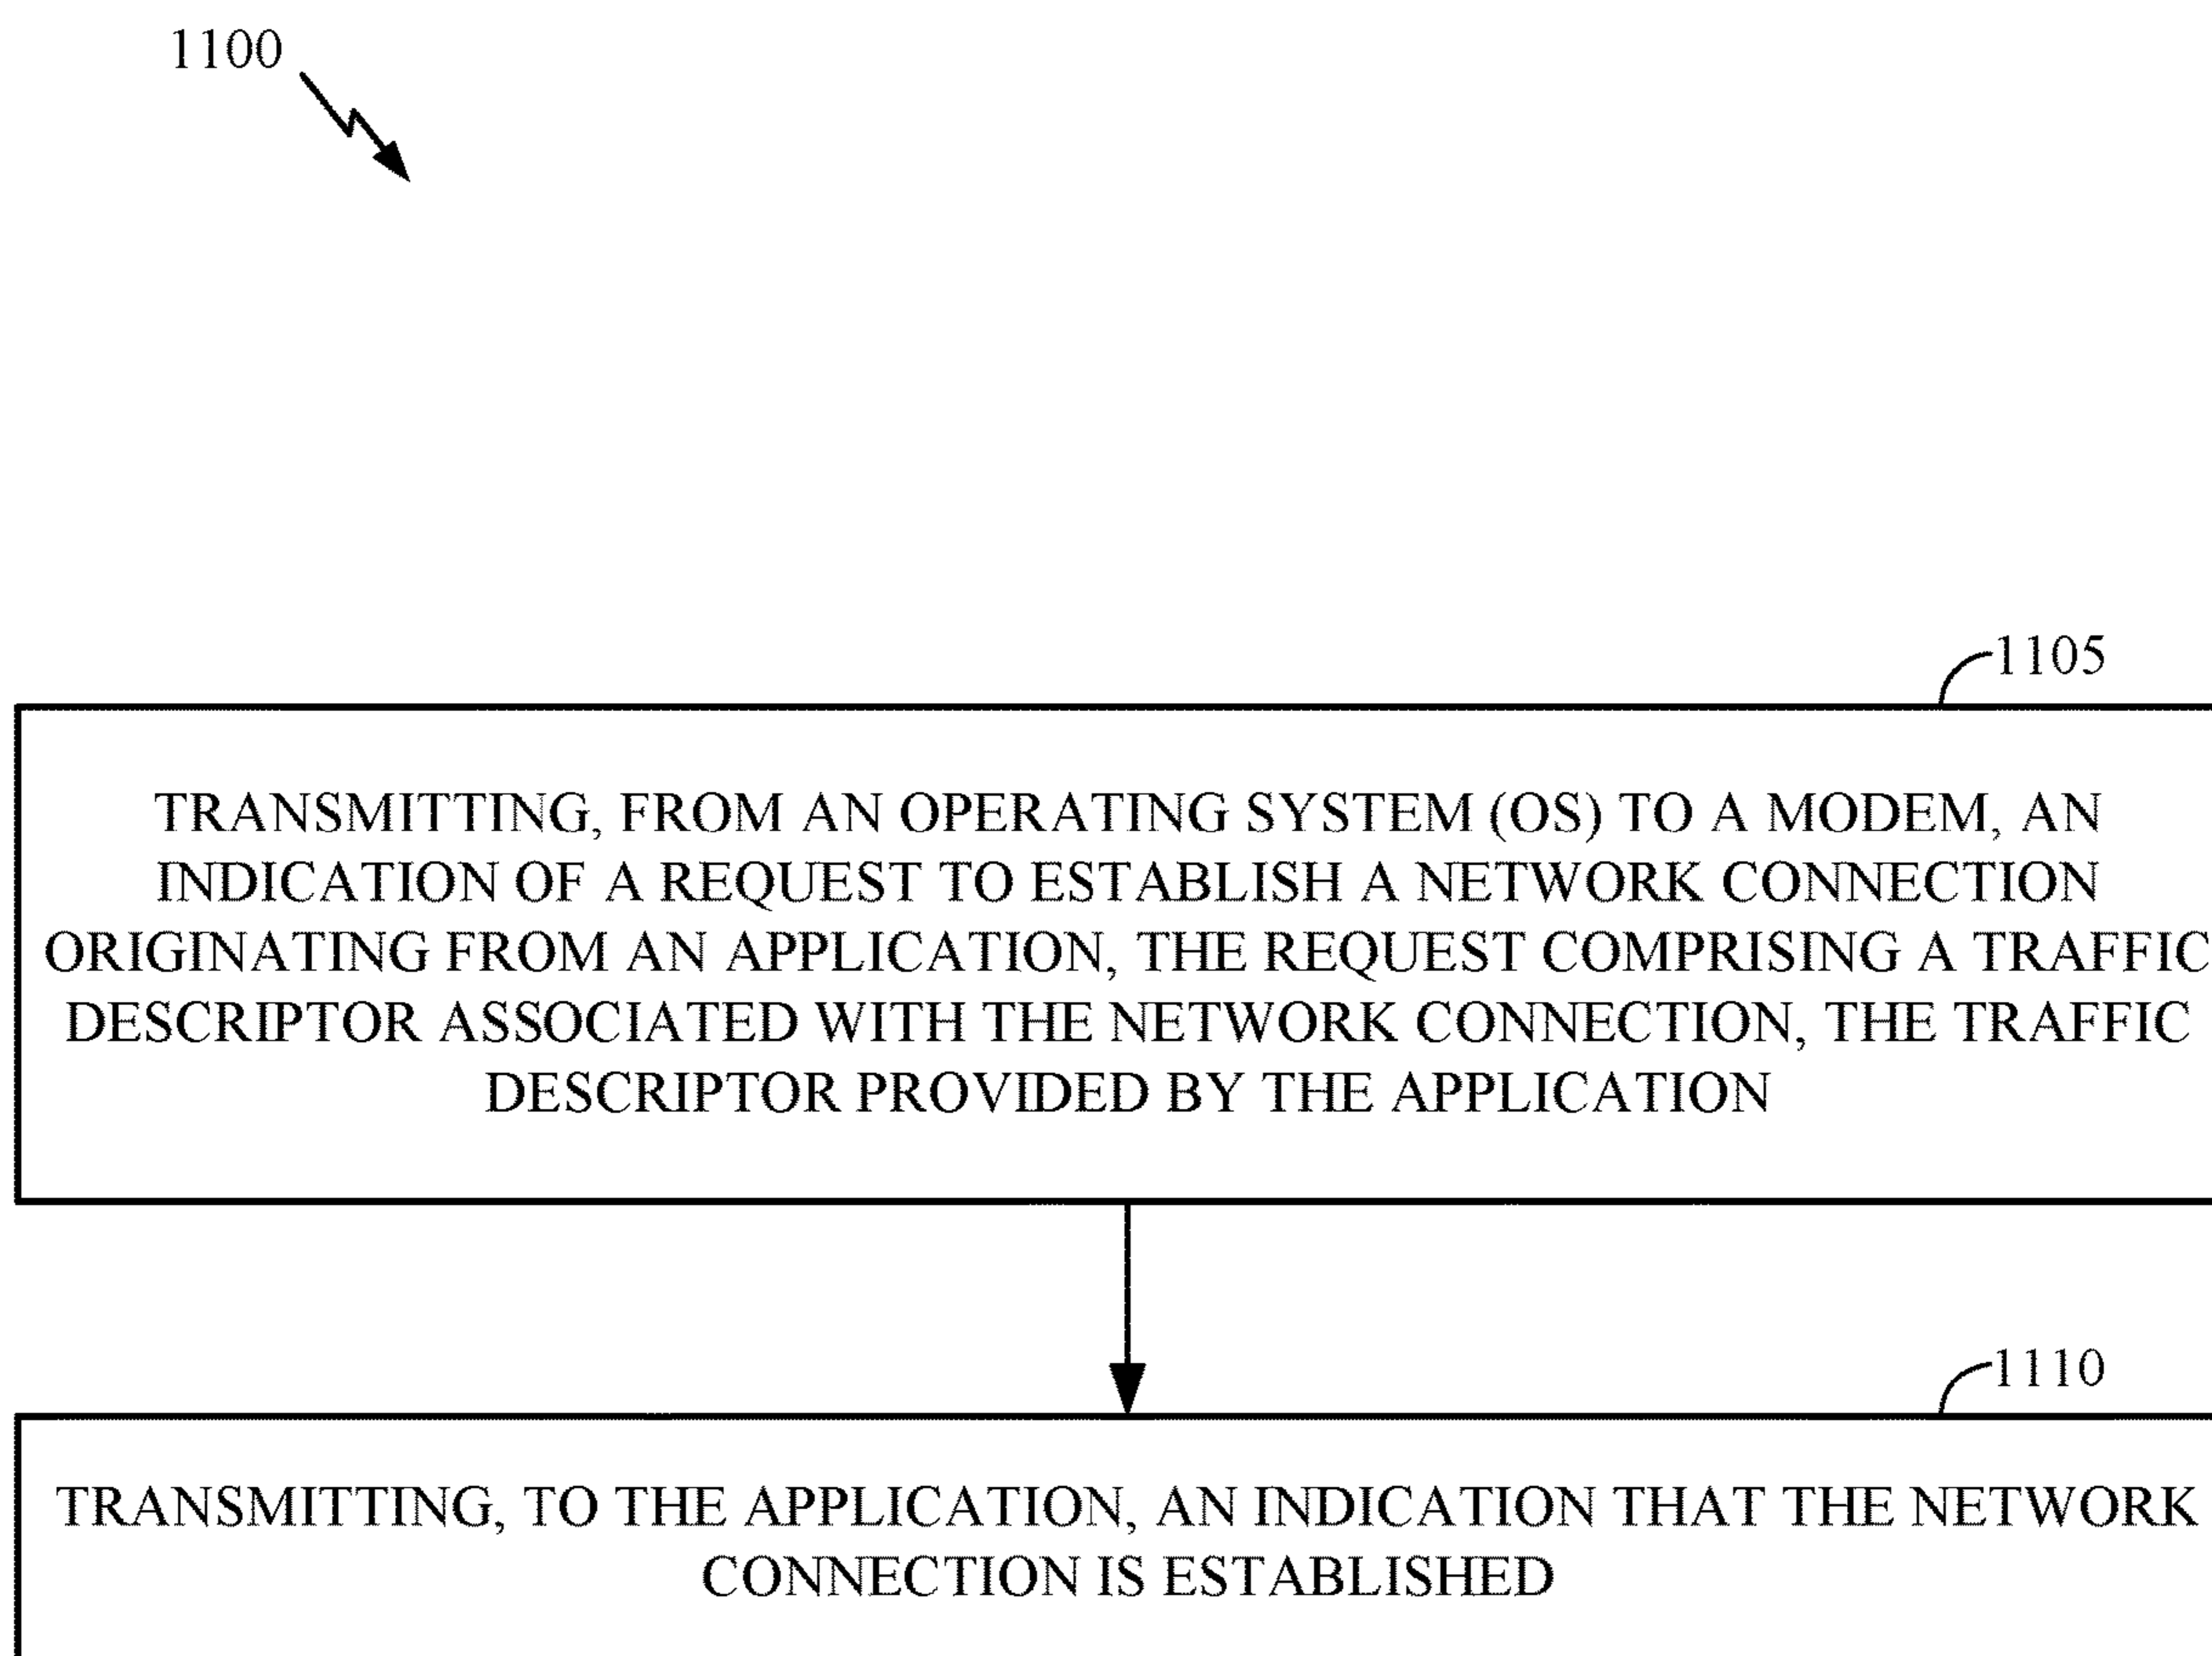 1100
1105
TRANSMITTING, FROM AN OPERATING SYSTEM (OS) TO A MODEM, AN
INDICATION OF A REQUEST TO ESTABLISH A NETWORK CONNECTION
ORIGINATING FROM AN APPLICATION, THE REQUEST COMPRISING A TRAFFIC
DESCRIPTOR ASSOCIATED WITH THE NETWORK CONNECTION, THE TRAFFIC
DESCRIPTOR PROVIDED BY THE APPLICATION
1110
TRANSMITTING, TO THE APPLICATION, AN INDICATION THAT THE NETWORK
CONNECTION IS ESTABLISHED